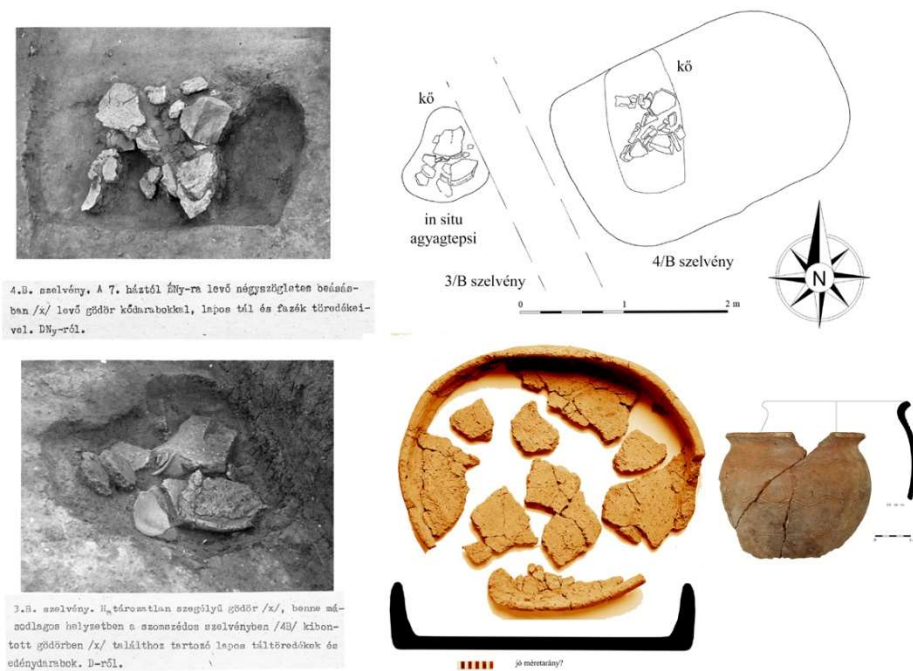 4.B. szelvény. A 7. háztól ÉNy-ra levő négyszögletes beásás-
ban /x/ levő gödör kődarabokkal, lapos tál és fazék töredékei-
vel. DNy-ról.
kő
kő
in situ
agyagtepsi
3/B szelvény
4/B szelvény
0 1 2 m
N
3.B. szelvény. Határozatlan szegélyű gödör /x/, benne má-
sodlagos helyzetben a szomszédos szelvényben /4B/ kibon-
tott gödörben /x/ találthoz tartozó lapos táltöredékek és
edénydarabok. D-ről.
jó méretarány?